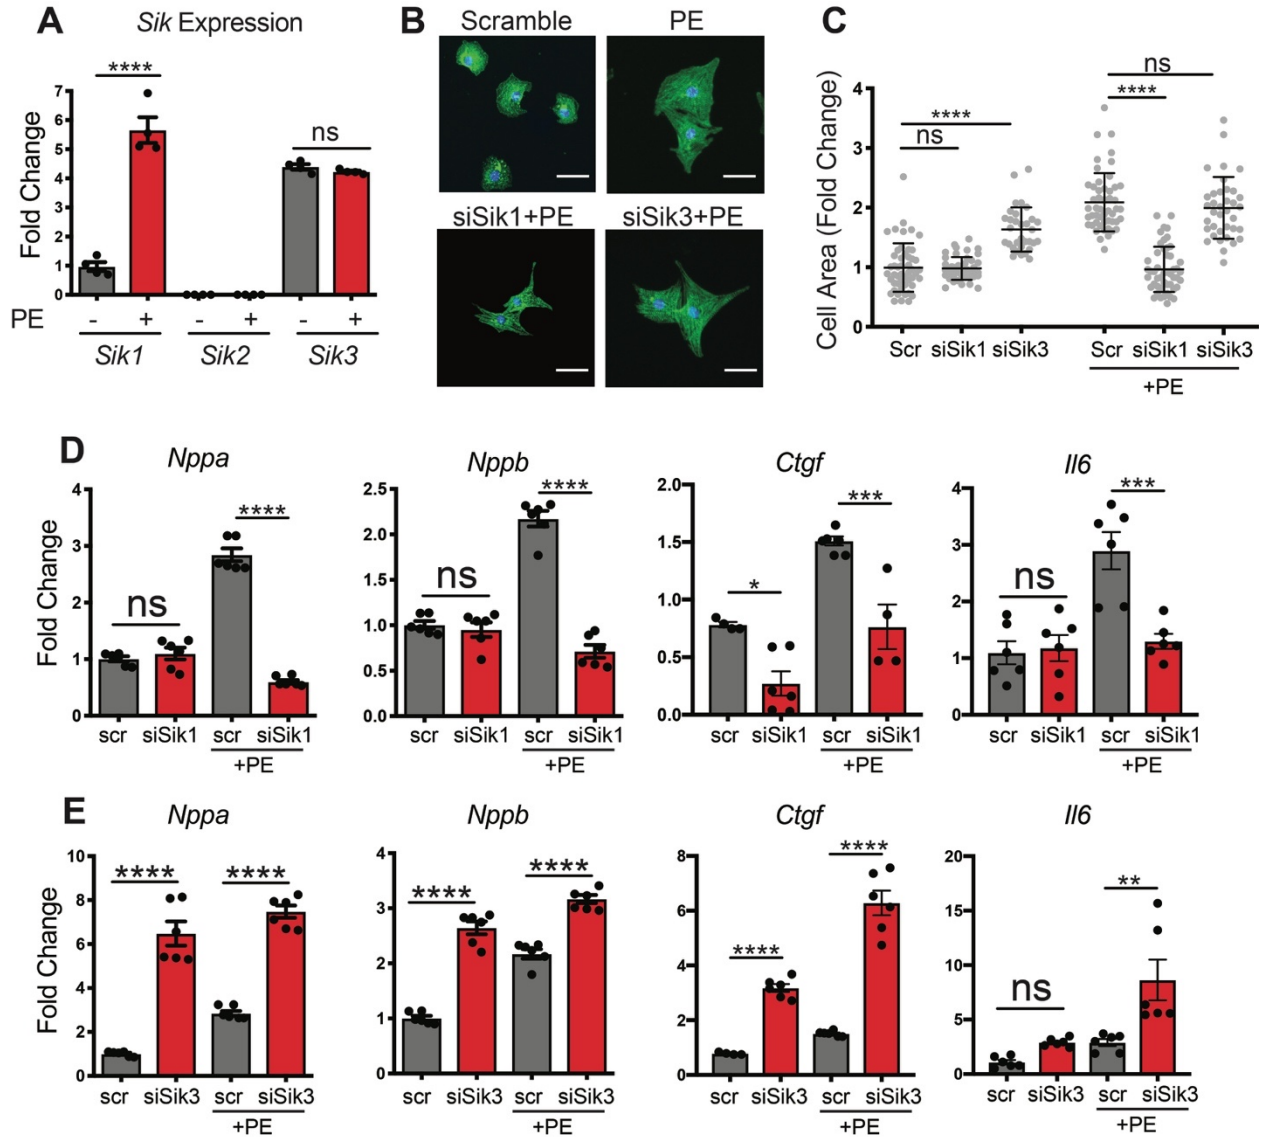 A
Sik Expression
****
ns
Fold Change
7
6
5
4
3
2
1
0
PE
- + - + - +
Sik1 Sik2 Sik3
B
Scramble PE
siSik1+PE siSik3+PE
C
ns
****
****
ns
Cell Area (Fold Change)
4
3
2
1
0
Scr siSik1 siSik3 Scr siSik1 siSik3
+PE
D
Nppa
Fold Change
4
3
2
1
0
ns
****
scr siSik1 scr siSik1
+PE
Nppb
2.5
2.0
1.5
1.0
0.5
0.0
ns
****
scr siSik1 scr siSik1
+PE
Ctgf
2.0
1.5
1.0
0.5
0.0
*
***
scr siSik1 scr siSik1
+PE
Il6
4
3
2
1
0
ns
***
scr siSik1 scr siSik1
+PE
E
Nppa
Fold Change
10
8
6
4
2
0
****
****
scr siSik3 scr siSik3
+PE
Nppb
4
3
2
1
0
****
****
scr siSik3 scr siSik3
+PE
Ctgf
8
6
4
2
0
****
****
scr siSik3 scr siSik3
+PE
Il6
20
15
10
5
0
ns
**
scr siSik3 scr siSik3
+PE